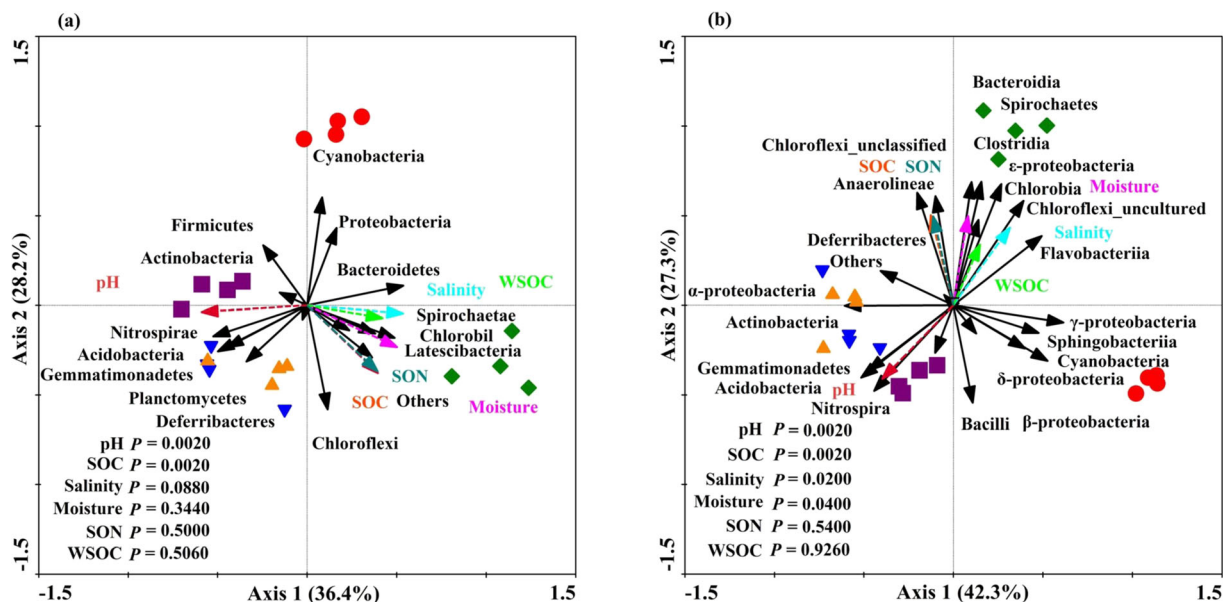 (a)
1.5
Cyanobacteria
Firmicutes
Proteobacteria
Actinobacteria
Bacteroidetes
pH
WSOC
Salinity
Axis 2 (28.2%)
Spirochaetae
Nitrospirae
Chlorobil
Acidobacteria
Latescibacteria
Gemmatimonadetes
SON
Planctomycetes
SOC
Others
Moisture
Deferribacteres
Chloroflexi
pH P = 0.0020
SOC P = 0.0020
Salinity P = 0.0880
Moisture P = 0.3440
SON P = 0.5000
WSOC P = 0.5060
-1.5
-1.5
Axis 1 (36.4%)
1.5
(b)
1.5
Bacteroidia
Spirochaetes
Chloroflexi_unclassified
Clostridia
SOC SON
ε-proteobacteria
Anaerolineae
Chlorobia
Moisture
Chloroflexi_uncultured
Deferribacteres
Salinity
Others
Flavobacteriia
α-proteobacteria
WSOC
Axis 2 (27.3%)
Actinobacteria
γ-proteobacteria
Sphingobacteriia
Gemmatimonadetes
Cyanobacteria
Acidobacteria
pH
δ-proteobacteria
Nitrospira
Bacilli
β-proteobacteria
pH P = 0.0020
SOC P = 0.0020
Salinity P = 0.0200
Moisture P = 0.0400
SON P = 0.5400
WSOC P = 0.9260
-1.5
-1.5
Axis 1 (42.3%)
1.5